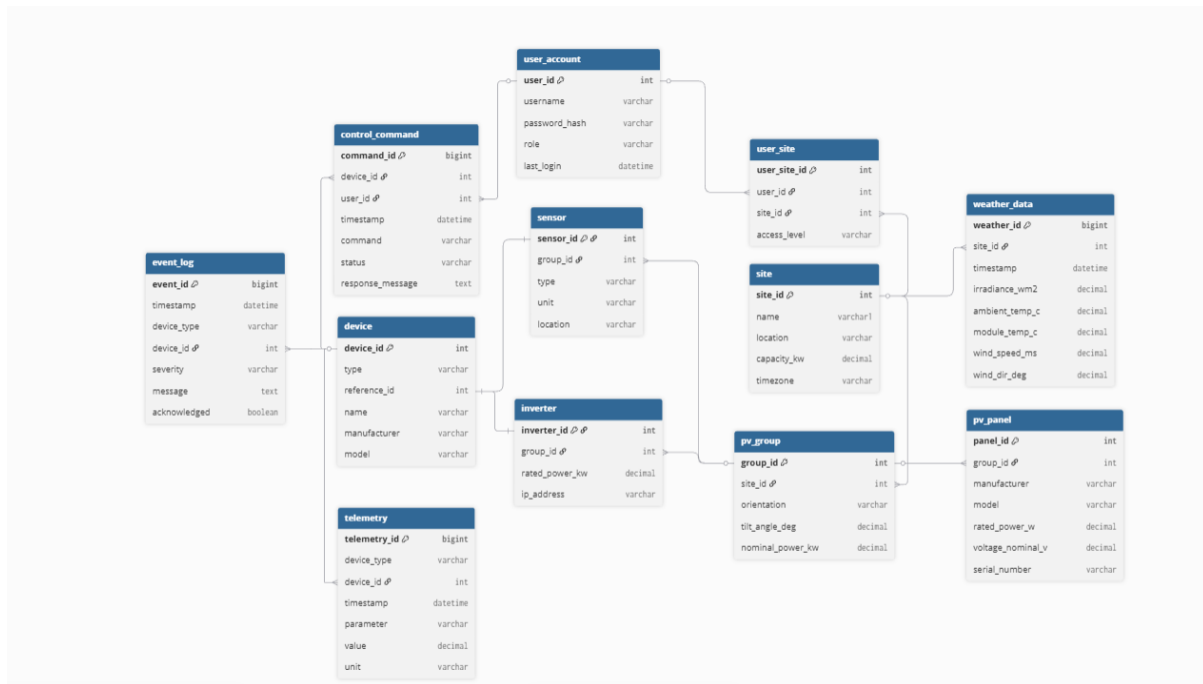 user_account
user_id int
username varchar
password_hash varchar
role varchar
last_login datetime
control_command
command_id bigint
device_id int
user_id int
timestamp datetime
command varchar
status varchar
response_message text
user_site
user_site_id int
user_id int
site_id int
access_level varchar
weather_data
weather_id bigint
site_id int
timestamp datetime
irradiance_wm2 decimal
ambient_temp_c decimal
module_temp_c decimal
wind_speed_ms decimal
wind_dir_deg decimal
sensor
sensor_id int
group_id int
type varchar
unit varchar
location varchar
event_log
event_id bigint
timestamp datetime
device_type varchar
device_id int
severity varchar
message text
acknowledged boolean
site
site_id int
name varchar1
location varchar
capacity_kw decimal
timezone varchar
device
device_id int
type varchar
reference_id int
name varchar
manufacturer varchar
model varchar
inverter
inverter_id int
group_id int
rated_power_kw decimal
ip_address varchar
pv_group
group_id int
site_id int
orientation varchar
tilt_angle_deg decimal
nominal_power_kw decimal
pv_panel
panel_id int
group_id int
manufacturer varchar
model varchar
rated_power_w decimal
voltage_nominal_v decimal
serial_number varchar
telemetry
telemetry_id bigint
device_type varchar
device_id int
timestamp datetime
parameter varchar
value decimal
unit varchar